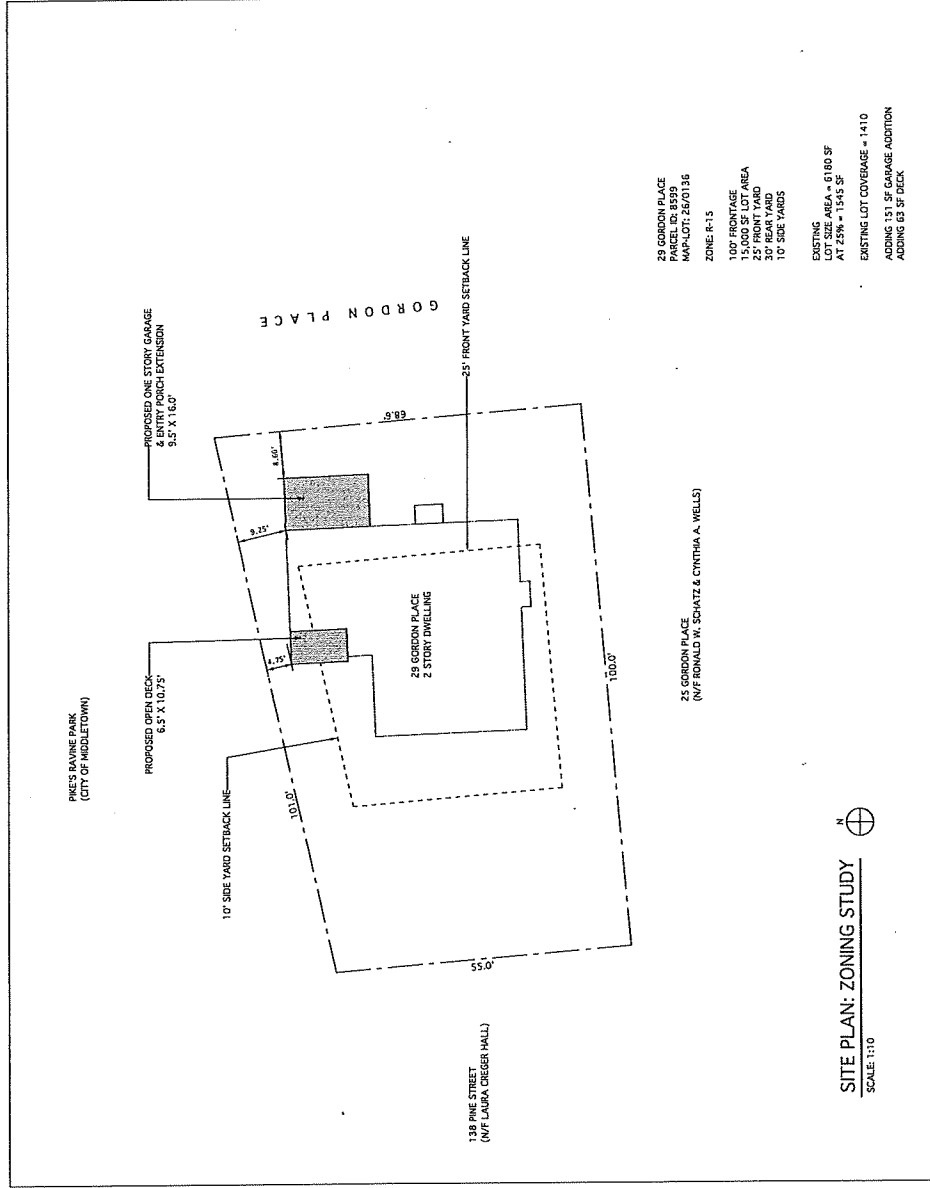 PIKE'S RAVINE PARK
(CITY OF MIDDLETOWN)
PROPOSED OPEN DECK
6.5' X 10.75'
PROPOSED ONE STORY GARAGE
& ENTRY PORCH EXTENSION
9.5' X 16.0'
10' SIDE YARD SETBACK LINE
GORDON PLACE
25' FRONT YARD SETBACK LINE
101.0'
4.75'
9.25'
8.60'
68.6'
29 GORDON PLACE
2 STORY DWELLING
100.0'
55.0'
138 PINE STREET
(N/F LAURA CREGER HALL)
25 GORDON PLACE
(N/F RONALD W. SCHATZ & CYNTHIA A. WELLS)
29 GORDON PLACE
PARCEL ID: 8599
MAP-LOT: 26/0136
ZONE: R-15
100' FRONTAGE
15,000 SF LOT AREA
25' FRONT YARD
30' REAR YARD
10' SIDE YARDS
EXISTING
LOT SIZE AREA = 6180 SF
AT 25% = 1545 SF
EXISTING LOT COVERAGE = 1410
ADDING 151 SF GARAGE ADDITION
ADDING 63 SF DECK
SITE PLAN: ZONING STUDY
N
SCALE: 1:10